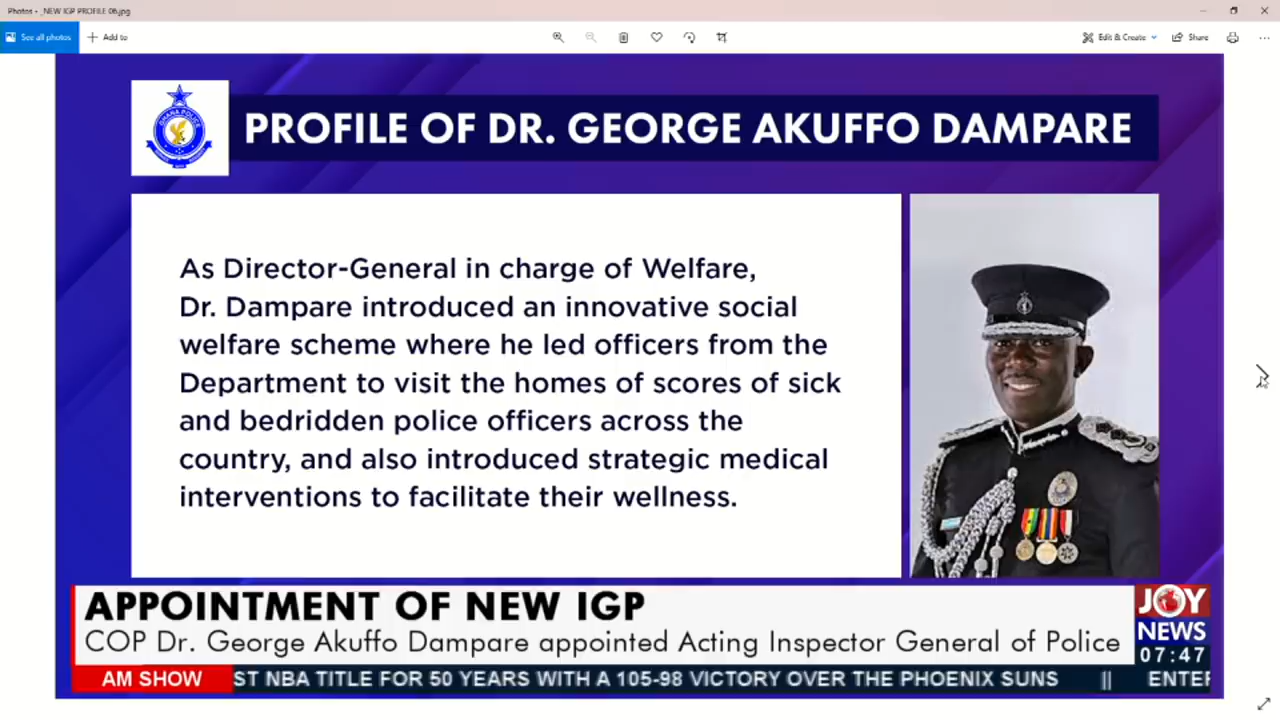 Photos - _NEW IGP PROFILE 06.jpg
See all photos
Add to
Edit & Create
Share
GHANA POLICE
PROFILE OF DR. GEORGE AKUFFO DAMPARE
As Director-General in charge of Welfare,
Dr. Dampare introduced an innovative social
welfare scheme where he led officers from the
Department to visit the homes of scores of sick
and bedridden police officers across the
country, and also introduced strategic medical
interventions to facilitate their wellness.
APPOINTMENT OF NEW IGP
COP Dr. George Akuffo Dampare appointed Acting Inspector General of Police
JOY
NEWS
07:47
AM SHOW
ST NBA TITLE FOR 50 YEARS WITH A 105-98 VICTORY OVER THE PHOENIX SUNS || ENTER